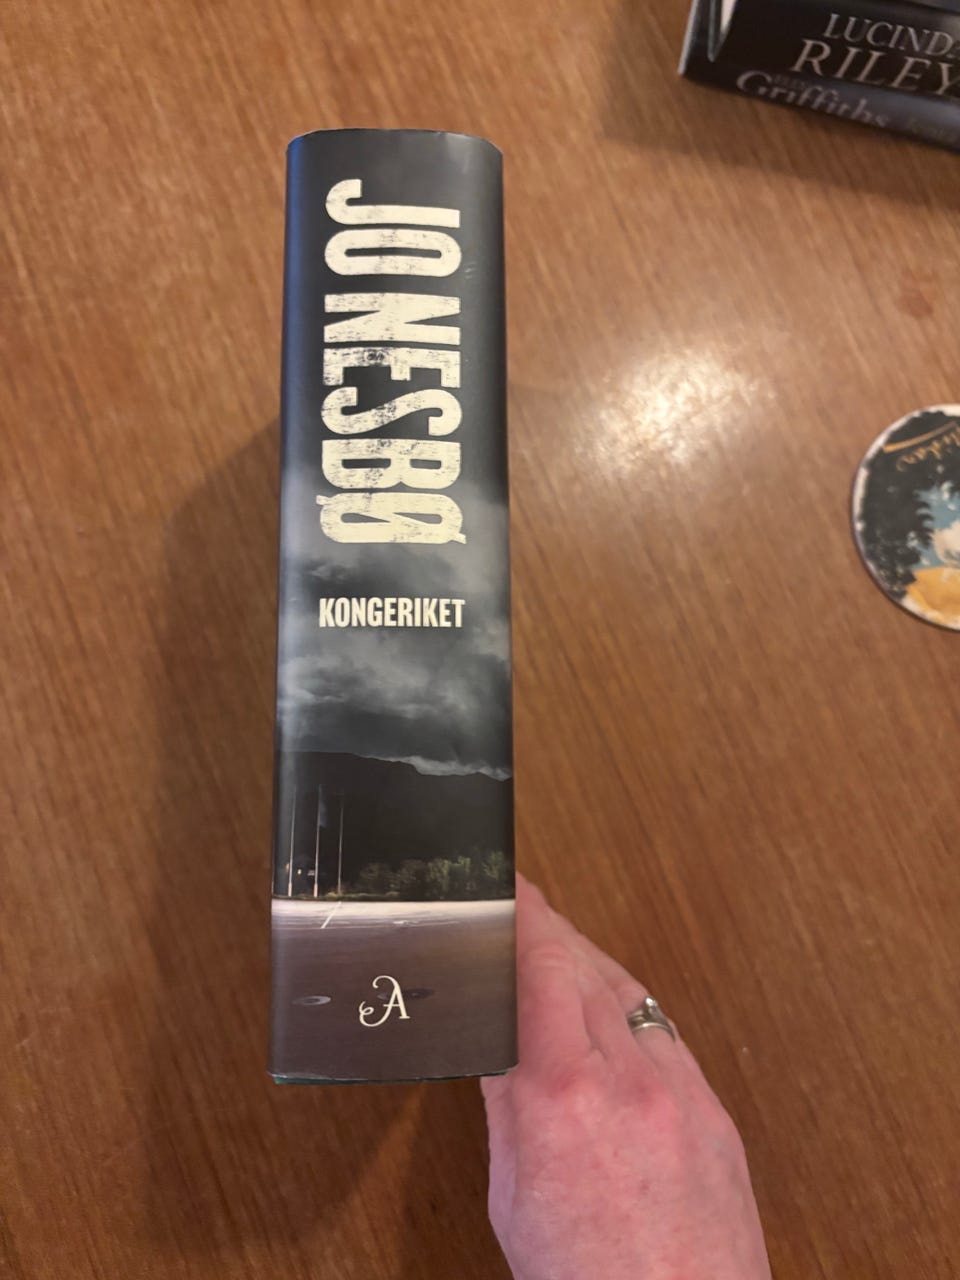 JO NESBØ
KONGERIKET
A
LUCINDA
RILEY
Griffiths